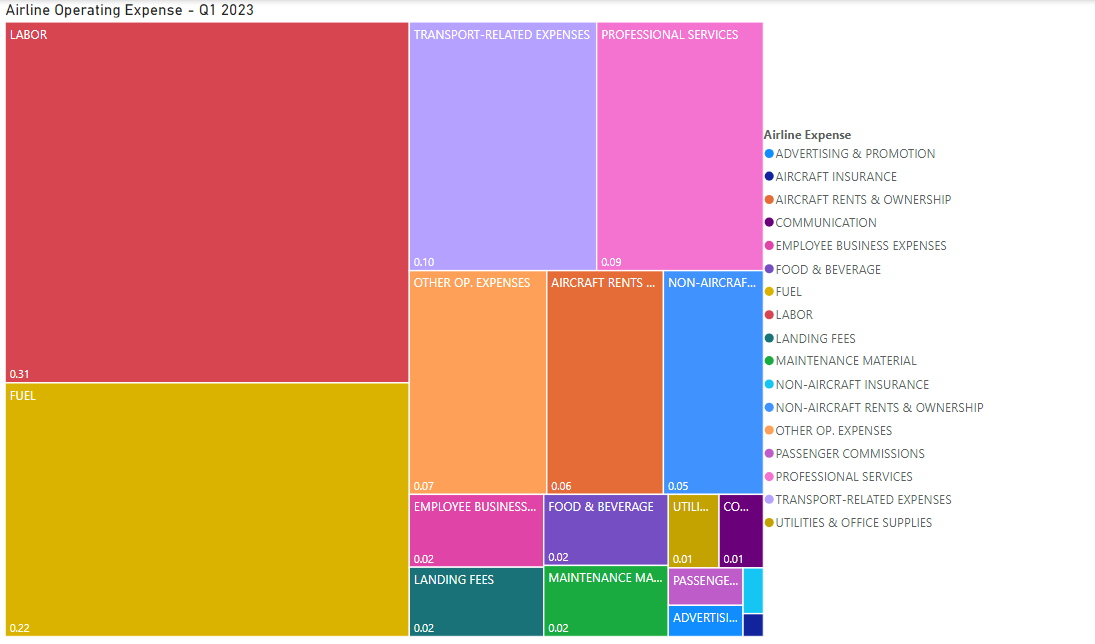 Airline Operating Expense - Q1 2023
LABOR
0.31
FUEL
0.22
TRANSPORT-RELATED EXPENSES
0.10
PROFESSIONAL SERVICES
0.09
OTHER OP. EXPENSES
0.07
AIRCRAFT RENTS ...
0.06
NON-AIRCRAF...
0.05
EMPLOYEE BUSINESS...
0.02
FOOD & BEVERAGE
0.02
UTILI...
0.01
CO...
0.01
LANDING FEES
0.02
MAINTENANCE MA...
0.02
PASSENGE...
ADVERTISI...
Airline Expense
ADVERTISING & PROMOTION
AIRCRAFT INSURANCE
AIRCRAFT RENTS & OWNERSHIP
COMMUNICATION
EMPLOYEE BUSINESS EXPENSES
FOOD & BEVERAGE
FUEL
LABOR
LANDING FEES
MAINTENANCE MATERIAL
NON-AIRCRAFT INSURANCE
NON-AIRCRAFT RENTS & OWNERSHIP
OTHER OP. EXPENSES
PASSENGER COMMISSIONS
PROFESSIONAL SERVICES
TRANSPORT-RELATED EXPENSES
UTILITIES & OFFICE SUPPLIES